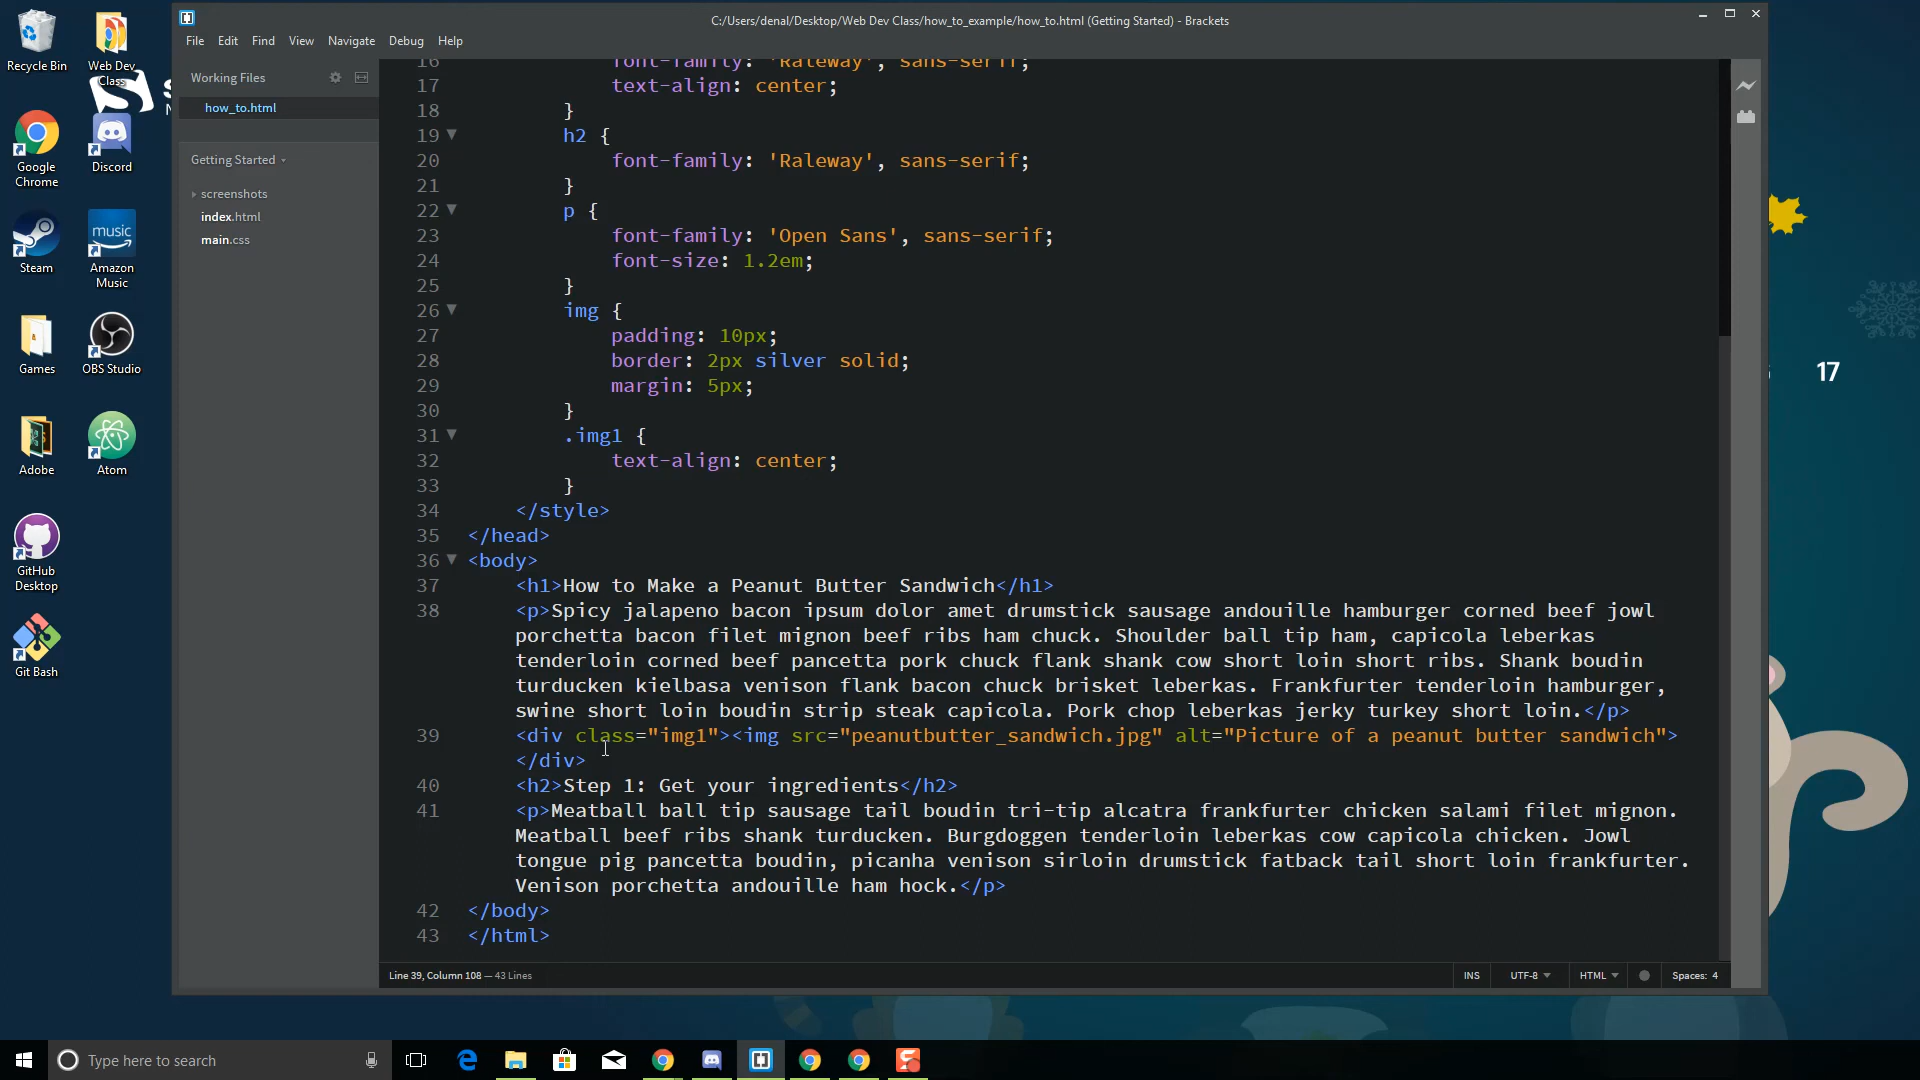 C:/Users/denal/Desktop/Web Dev Class/how_to_example/how_to.html (Getting Started) - Brackets
File Edit Find View Navigate Debug Help
Recycle Bin
Web Dev Class
Google Chrome
Discord
Steam
Amazon Music
music
Games
OBS Studio
Adobe
Atom
GitHub Desktop
Git Bash
Working Files
how_to.html
Getting Started
screenshots
index.html
main.css
16 font-family: 'Raleway', sans-serif;
17 text-align: center;
18 }
19 h2 {
20 font-family: 'Raleway', sans-serif;
21 }
22 p {
23 font-family: 'Open Sans', sans-serif;
24 font-size: 1.2em;
25 }
26 img {
27 padding: 10px;
28 border: 2px silver solid;
29 margin: 5px;
30 }
31 .img1 {
32 text-align: center;
33 }
34 </style>
35 </head>
36 <body>
37 <h1>How to Make a Peanut Butter Sandwich</h1>
38 <p>Spicy jalapeno bacon ipsum dolor amet drumstick sausage andouille hamburger corned beef jowl
porchetta bacon filet mignon beef ribs ham chuck. Shoulder ball tip ham, capicola leberkas
tenderloin corned beef pancetta pork chuck flank shank cow short loin short ribs. Shank boudin
turducken kielbasa venison flank bacon chuck brisket leberkas. Frankfurter tenderloin hamburger,
swine short loin boudin strip steak capicola. Pork chop leberkas jerky turkey short loin.</p>
39 <div class="img1"><img src="peanutbutter_sandwich.jpg" alt="Picture of a peanut butter sandwich">
</div>
40 <h2>Step 1: Get your ingredients</h2>
41 <p>Meatball ball tip sausage tail boudin tri-tip alcatra frankfurter chicken salami filet mignon.
Meatball beef ribs shank turducken. Burgdoggen tenderloin leberkas cow capicola chicken. Jowl
tongue pig pancetta boudin, picanha venison sirloin drumstick fatback tail short loin frankfurter.
Venison porchetta andouille ham hock.</p>
42 </body>
43 </html>
Line 39, Column 108 — 43 Lines
INS UTF-8 HTML Spaces: 4
17
Type here to search